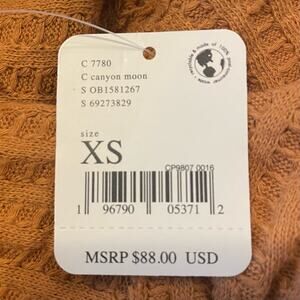 C 7780
C canyon moon
S OB1581267
S 69273829
size
XS
CP9807 0016
1 96790 05371 2
MSRP $88.00 USD